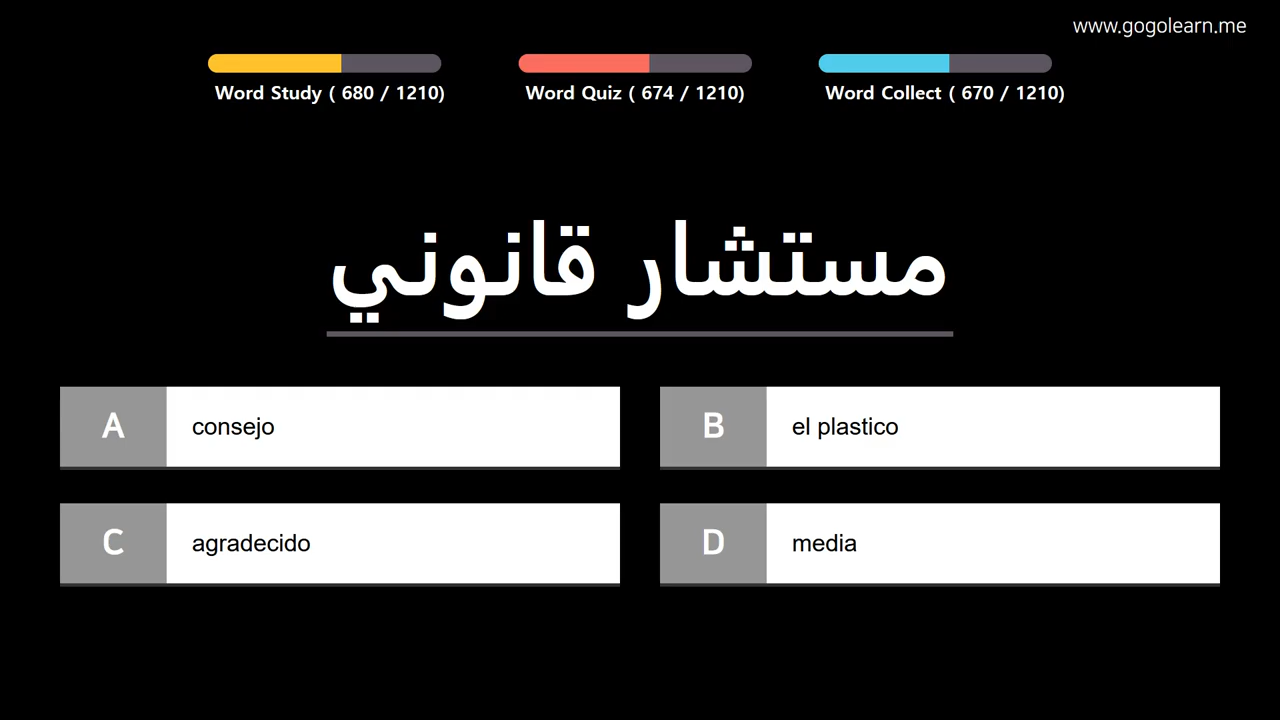 www.gogolearn.me
Word Study ( 680 / 1210)
Word Quiz ( 674 / 1210)
Word Collect ( 670 / 1210)
مستشار قانوني
A
consejo
B
el plastico
C
agradecido
D
media